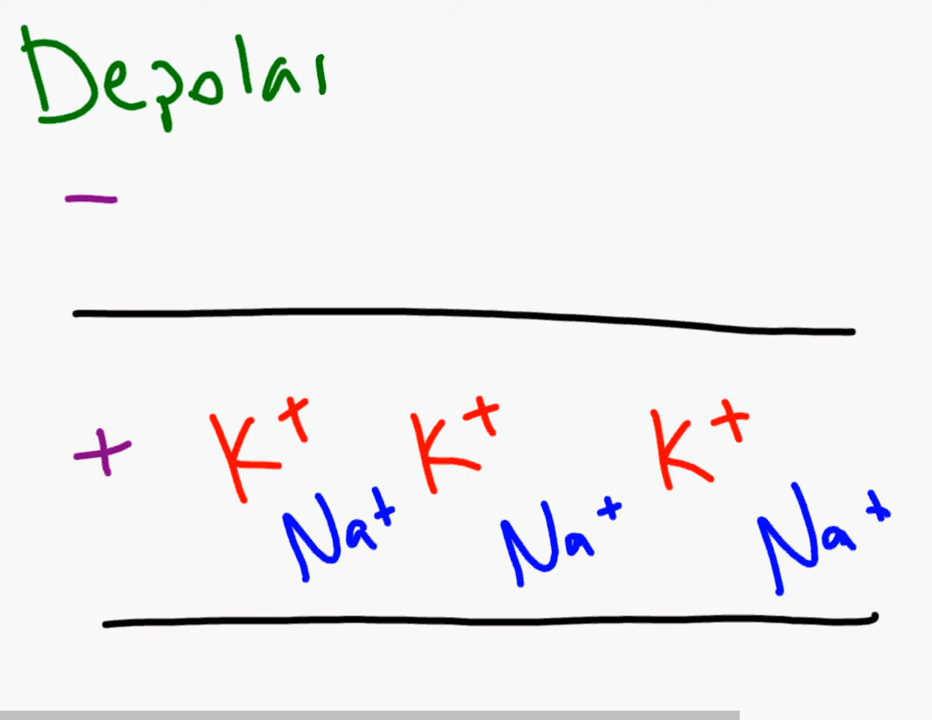 Depolar
−
+ K⁺ K⁺ K⁺
Na⁺ Na⁺ Na⁺